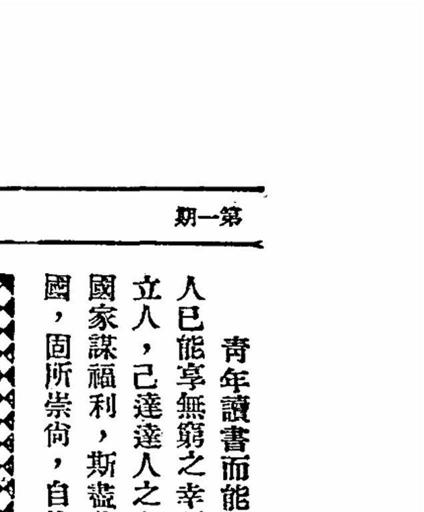 第一期
青年讀書而能
人已能享無窮之幸
立人，己達達人之
國家謀福利，斯盡
國，固所崇尙，自